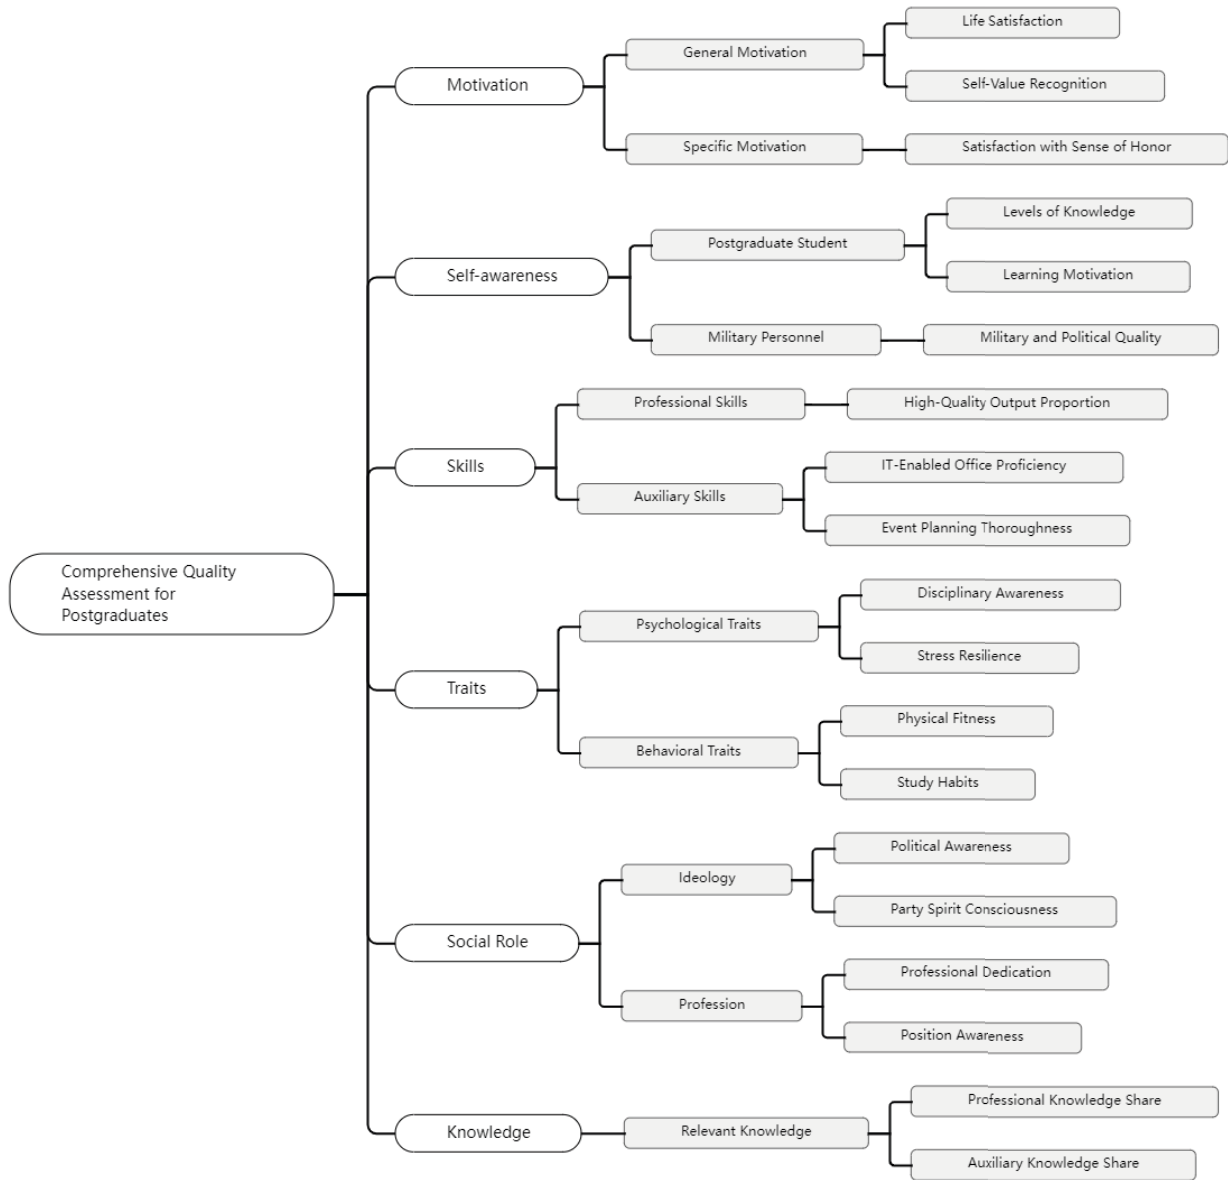 Life Satisfaction
General Motivation
Motivation
Self-Value Recognition
Specific Motivation
Satisfaction with Sense of Honor
Levels of Knowledge
Postgraduate Student
Self-awareness
Learning Motivation
Military Personnel
Military and Political Quality
Professional Skills
High-Quality Output Proportion
Skills
IT-Enabled Office Proficiency
Auxiliary Skills
Event Planning Thoroughness
Comprehensive Quality
Assessment for
Postgraduates
Disciplinary Awareness
Psychological Traits
Stress Resilience
Traits
Physical Fitness
Behavioral Traits
Study Habits
Political Awareness
Ideology
Party Spirit Consciousness
Social Role
Professional Dedication
Profession
Position Awareness
Professional Knowledge Share
Knowledge
Relevant Knowledge
Auxiliary Knowledge Share